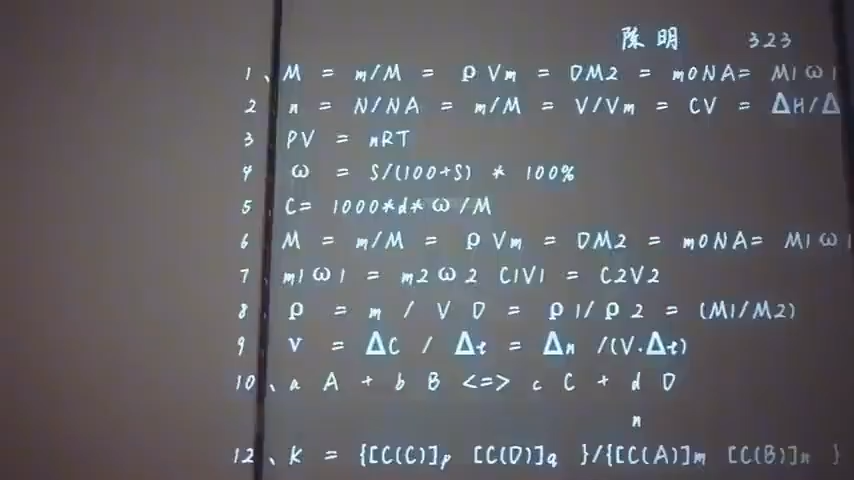 陈明 323
1、M = m/M = ρVm = DM2 = m0NA= M1ω1
2 n = N/NA = m/M = V/Vm = CV = ΔH/Δ
3 PV = nRT
4 ω = S/(100+S) * 100%
5 C= 1000*d*ω/M
6 M = m/M = ρVm = DM2 = m0NA= M1ω1
7 m1ω1 = m2ω2 C1V1 = C2V2
8 ρ = m / V D = ρ1/ρ2 = (M1/M2)
9 v = ΔC / Δt = Δn /(V.Δt)
10、a A + b B <=> c C + d D
n
12、K = {[C(C)]p [C(D)]q }/{[C(A)]m [C(B)]n }